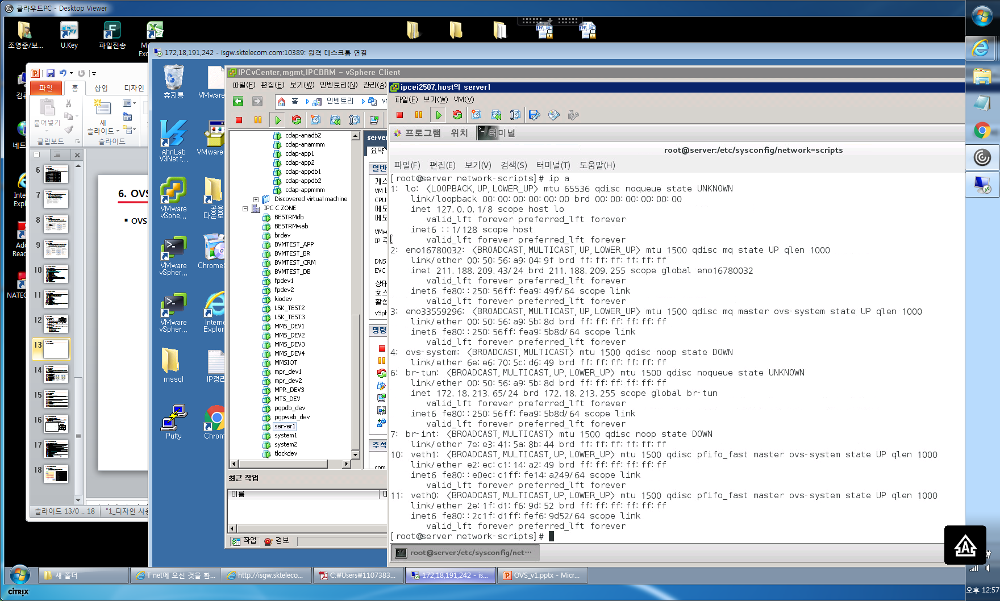 클라우드PC - Desktop Viewer
조영준/보...
U.Key
파일전송
172,18,191,242 - isgw.sktelecom.com:10389: 원격 데스크톱 연결
파일
홈
삽입
디자인
붙여넣기
새
슬라이드
클립보드
슬라이드
6
7
8
9
10
11
12
13
14
15
16
17
18
6. OVS
OVS
슬라이드 13/0 .. 18
휴지통
VMware
AhnLab
V3Net f...
VMware-
VMware
vSphe...
공용
다운로
VMware
vSpher...
ChromeS
VMware
vSpher...
Interne
Explor
mssql
IP정리
Putty
Chrom
IPCvCenter.mgmt.IPCBRM - vSphere Client
파일(F) 편집(E) 보기(W) 인벤토리(N) 관리(A)
홈
인벤토리
cdap-anadb2
cdap-anammm
cdap-app1
cdap-app2
cdap-appdb1
cdap-appdb2
cdap-appmmm
Discovered virtual machine
IPC C ZONE
BESTRMdb
BESTRMweb
brdev
BVMTEST_APP
BVMTEST_BR
BVMTEST_CRM
BVMTEST_DB
fpdev1
fpdev2
kiodev
LSK_TEST2
LSK_TEST3
MMS_DEV1
MMS_DEV2
MMS_DEV3
MMS_DEV4
MMSIOT
mpr_dev1
mpr_dev2
MPR_DEV3
MTS_DEV
pgpdb_dev
pgpweb_dev
server1
system1
system2
tlockdev
server
요약
일반
VM
CPU
DNS
EVC
vSph
명령
주석
최근 작업
이름
작업
경보
ipcei2507.host의 server1
파일(F) 보기(W) VM(V)
프로그램 위치 터미널
root@server:/etc/sysconfig/network-scripts
파일(F) 편집(E) 보기(V) 검색(S) 터미널(T) 도움말(H)
[root@server network-scripts]# ip a
1: lo: <LOOPBACK,UP,LOWER_UP> mtu 65536 qdisc noqueue state UNKNOWN
link/loopback 00:00:00:00:00:00 brd 00:00:00:00:00:00
inet 127.0.0.1/8 scope host lo
valid_lft forever preferred_lft forever
inet6 ::1/128 scope host
valid_lft forever preferred_lft forever
2: eno16780032: <BROADCAST,MULTICAST,UP,LOWER_UP> mtu 1500 qdisc mq state UP qlen 1000
link/ether 00:50:56:a9:04:9f brd ff:ff:ff:ff:ff:ff
inet 211.188.209.43/24 brd 211.188.209.255 scope global eno16780032
valid_lft forever preferred_lft forever
inet6 fe80::250:56ff:fea9:49f/64 scope link
valid_lft forever preferred_lft forever
3: eno33559296: <BROADCAST,MULTICAST,UP,LOWER_UP> mtu 1500 qdisc mq master ovs-system state UP qlen 1000
link/ether 00:50:56:a9:5b:8d brd ff:ff:ff:ff:ff:ff
inet6 fe80::250:56ff:fea9:5b8d/64 scope link
valid_lft forever preferred_lft forever
4: ovs-system: <BROADCAST,MULTICAST> mtu 1500 qdisc noop state DOWN
link/ether 6e:e6:70:5c:d6:49 brd ff:ff:ff:ff:ff:ff
6: br-tun: <BROADCAST,MULTICAST,UP,LOWER_UP> mtu 1500 qdisc noqueue state UNKNOWN
link/ether 00:50:56:a9:5b:8d brd ff:ff:ff:ff:ff:ff
inet 172.18.213.65/24 brd 172.18.213.255 scope global br-tun
valid_lft forever preferred_lft forever
inet6 fe80::250:56ff:fea9:5b8d/64 scope link
valid_lft forever preferred_lft forever
7: br-int: <BROADCAST,MULTICAST> mtu 1500 qdisc noop state DOWN
link/ether 7e:e3:41:5a:8b:44 brd ff:ff:ff:ff:ff:ff
10: veth1: <BROADCAST,MULTICAST,UP,LOWER_UP> mtu 1500 qdisc pfifo_fast master ovs-system state UP qlen 1000
link/ether e2:ec:c1:14:a2:49 brd ff:ff:ff:ff:ff:ff
inet6 fe80::e0ec:c1ff:fe14:a249/64 scope link
valid_lft forever preferred_lft forever
11: veth0: <BROADCAST,MULTICAST,UP,LOWER_UP> mtu 1500 qdisc pfifo_fast master ovs-system state UP qlen 1000
link/ether 2e:1f:d1:f6:9d:52 brd ff:ff:ff:ff:ff:ff
inet6 fe80::2c1f:d1ff:fef6:9d52/64 scope link
valid_lft forever preferred_lft forever
[root@server network-scripts]#
root@server:/etc/sysconfig/net···
새 폴더
T net에 오신 것을 환...
http://isgw.skteleco...
C:￦Users￦1107383...
172,18,191,242 - is...
OVS_v1.pptx - Micr...
CITRIX
오후 12:57